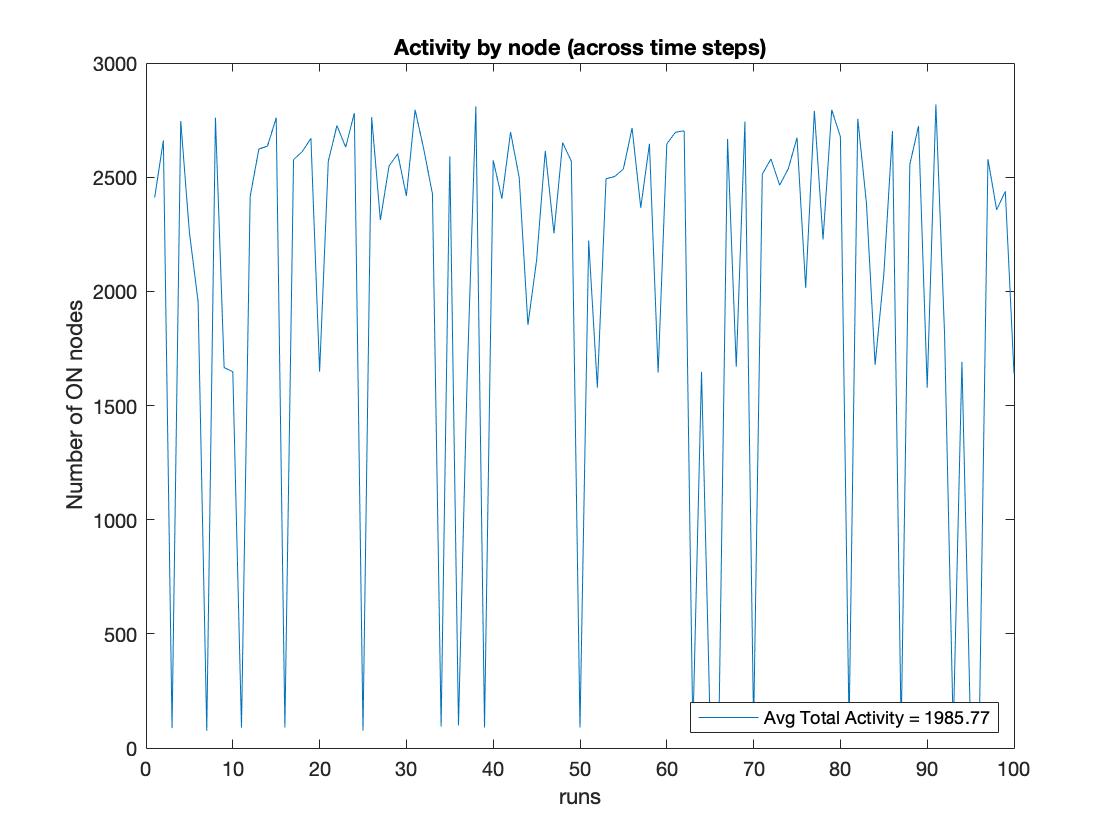 Activity by node (across time steps)
3000
2500
2000
1500
1000
500
0
Number of ON nodes
Avg Total Activity = 1985.77
0 10 20 30 40 50 60 70 80 90 100
runs